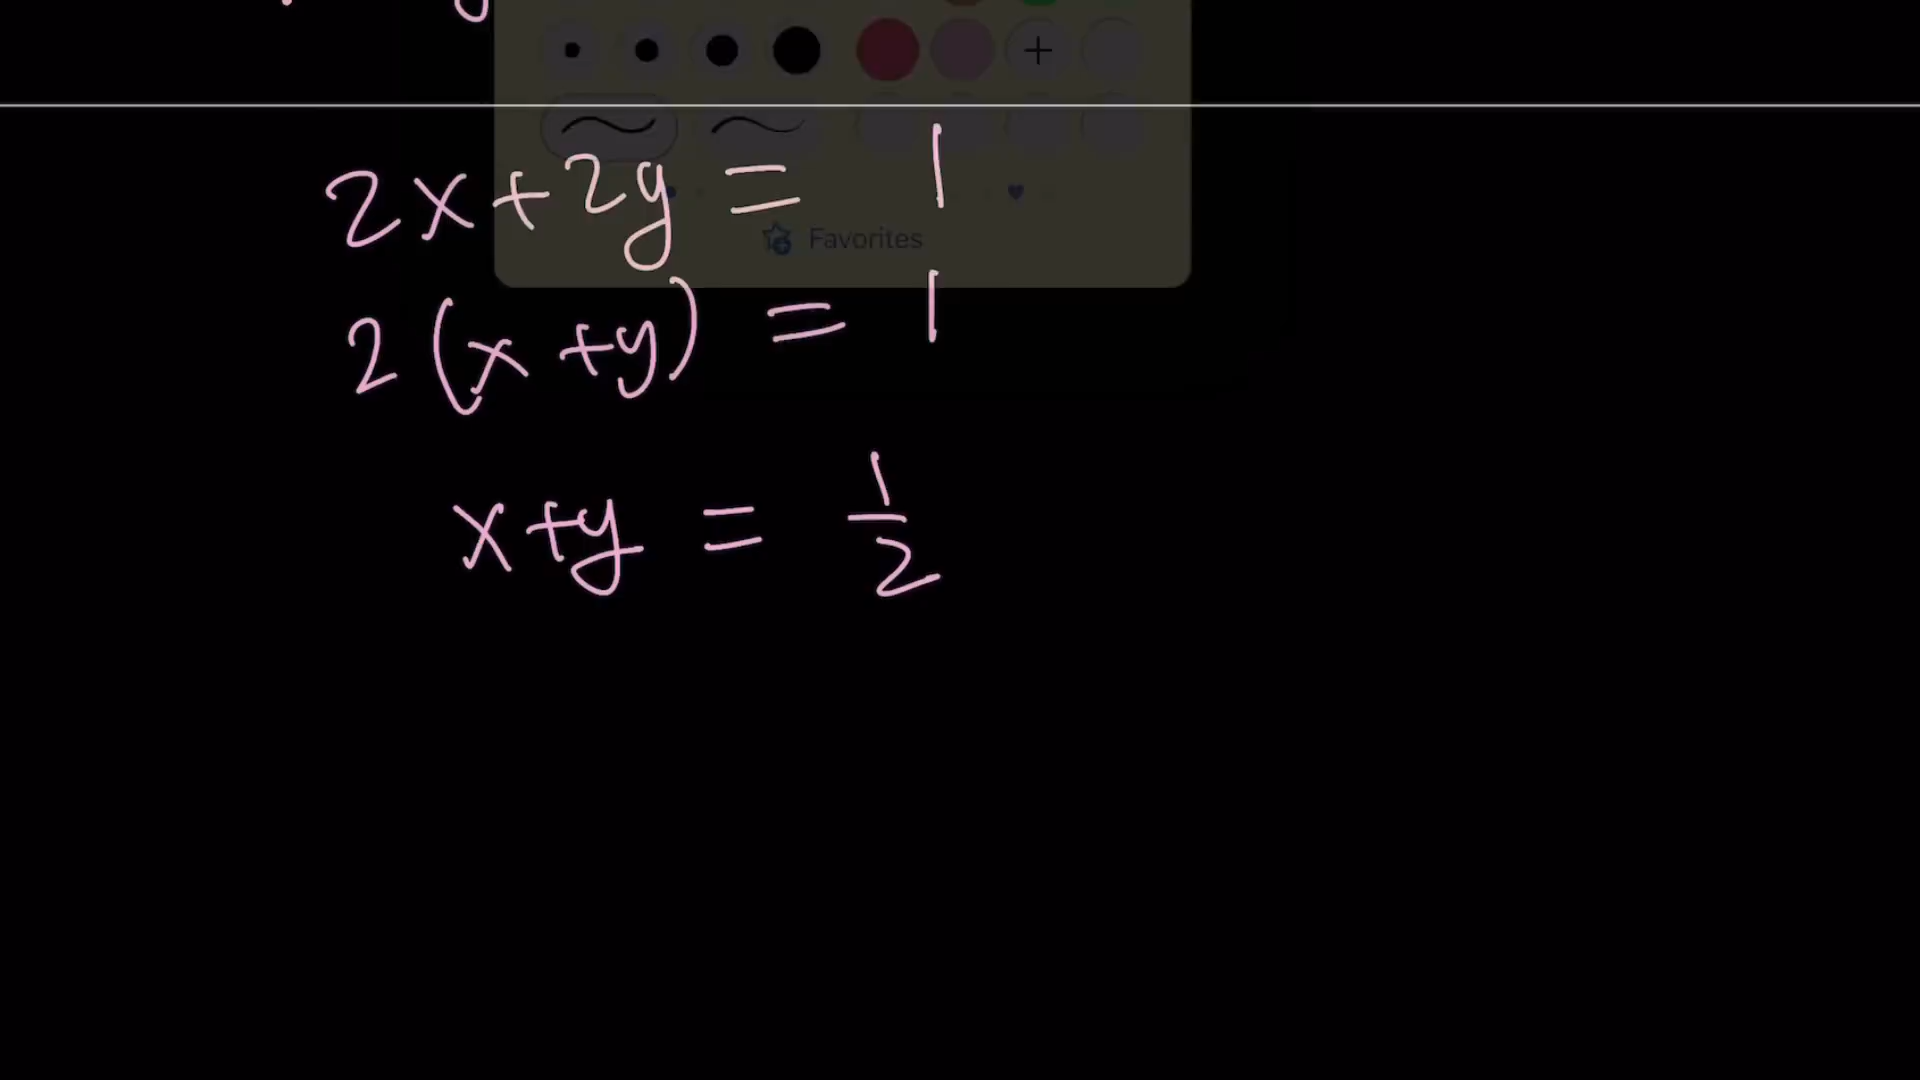 2x+2y = 1
Favorites
2(x+y) = 1
x+y = 1/2